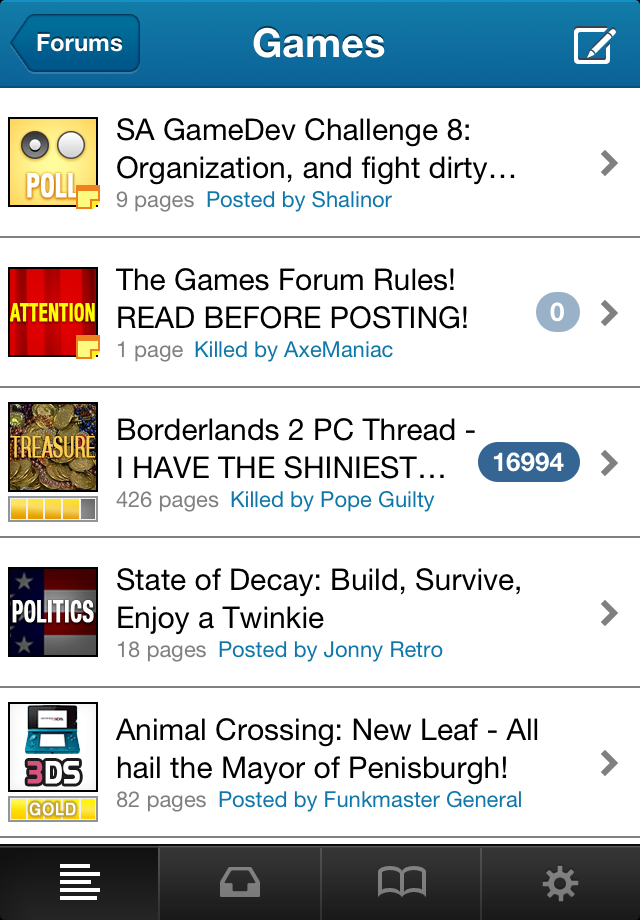 Forums
Games
POLL
SA GameDev Challenge 8:
Organization, and fight dirty…
9 pages Posted by Shalinor
ATTENTION
The Games Forum Rules!
READ BEFORE POSTING!
0
1 page Killed by AxeManiac
TREASURE
Borderlands 2 PC Thread -
I HAVE THE SHINIEST…
16994
426 pages Killed by Pope Guilty
POLITICS
State of Decay: Build, Survive,
Enjoy a Twinkie
18 pages Posted by Jonny Retro
3DS
GOLD
Animal Crossing: New Leaf - All
hail the Mayor of Penisburgh!
82 pages Posted by Funkmaster General